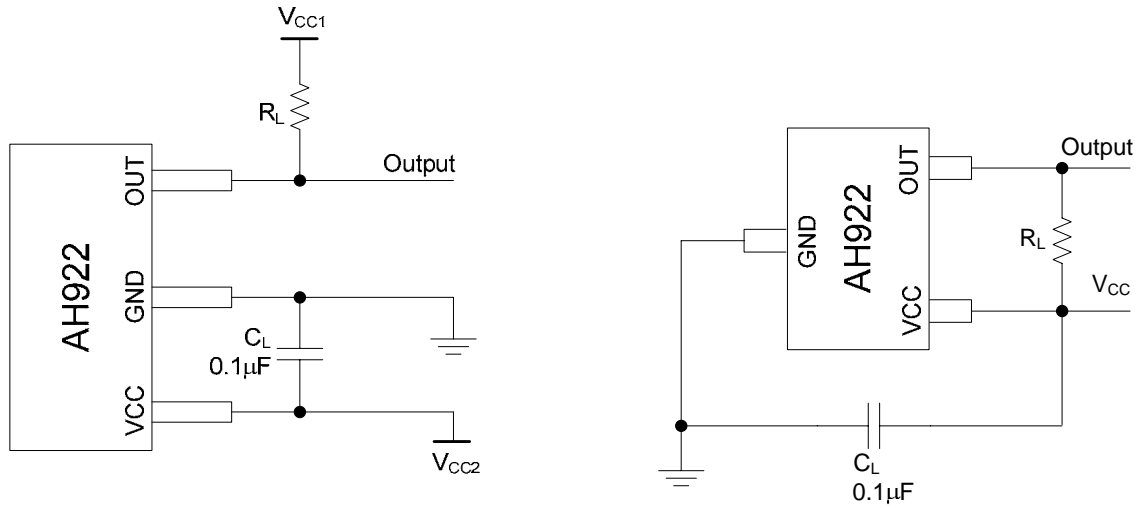 VCC1
RL
OUT
Output
AH922
GND
CL
0.1µF
VCC
VCC2
Output
OUT
AH922
GND
RL
VCC
VCC
CL
0.1µF